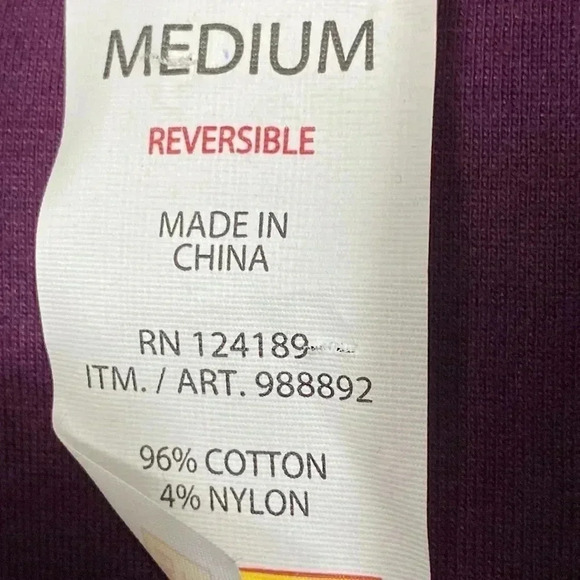 MEDIUM
REVERSIBLE
MADE IN
CHINA
RN 124189
ITM. / ART. 988892
96% COTTON
4% NYLON